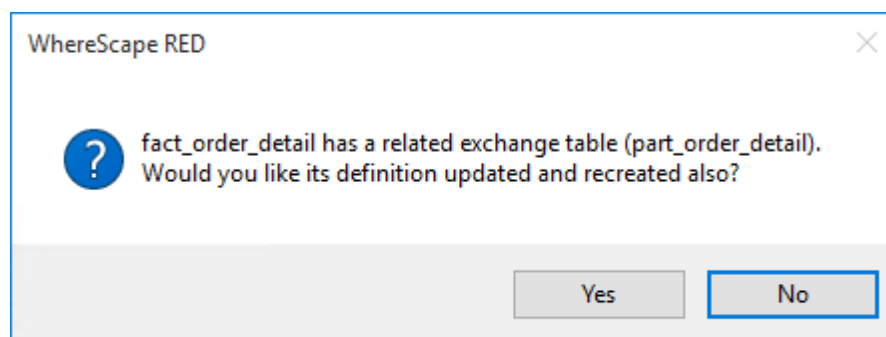 WhereScape RED
fact_order_detail has a related exchange table (part_order_detail).
Would you like its definition updated and recreated also?
Yes
No